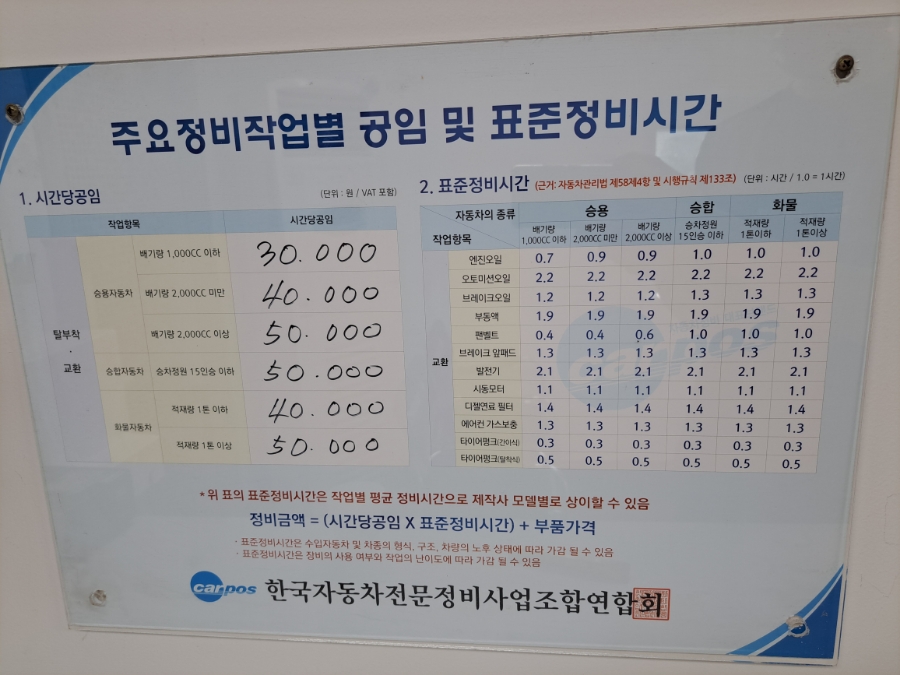 주요정비작업별 공임 및 표준정비시간
1. 시간당공임
(단위 : 원 / VAT 포함)
작업항목 시간당공임
탈부착 · 교환
승용자동차
배기량 1,000CC 이하 30.000
배기량 2,000CC 미만 40.000
배기량 2,000CC 이상 50.000
승합자동차 승차정원 15인승 이하 50.000
화물자동차
적재량 1톤 이하 40.000
적재량 1톤 이상 50.000
2. 표준정비시간 (근거: 자동차관리법 제58제4항 및 시행규칙 제133조) (단위 : 시간 / 1.0 = 1시간)
자동차의 종류 승용 승합 화물
작업항목 배기량 1,000CC 이하 배기량 2,000CC 미만 배기량 2,000CC 이상 승차정원 15인승 이하 적재량 1톤이하 적재량 1톤이상
교환
엔진오일 0.7 0.9 0.9 1.0 1.0 1.0
오토미션오일 2.2 2.2 2.2 2.2 2.2 2.2
브레이크오일 1.2 1.2 1.2 1.3 1.3 1.3
부동액 1.9 1.9 1.9 1.9 1.9 1.9
팬벨트 0.4 0.4 0.6 1.0 1.0 1.0
브레이크 앞패드 1.3 1.3 1.3 1.3 1.3 1.3
발전기 2.1 2.1 2.1 2.1 2.1 2.1
시동모터 1.1 1.1 1.1 1.1 1.1 1.1
디젤연료 필터 1.4 1.4 1.4 1.4 1.4 1.4
에어컨 가스보충 1.3 1.3 1.3 1.3 1.3 1.3
타이어펑크(간이식) 0.3 0.3 0.3 0.3 0.3 0.3
타이어펑크(탈착식) 0.5 0.5 0.5 0.5 0.5 0.5
* 위 표의 표준정비시간은 작업별 평균 정비시간으로 제작사 모델별로 상이할 수 있음
정비금액 = (시간당공임 X 표준정비시간) + 부품가격
· 표준정비시간은 수입자동차 및 차종의 형식, 구조, 차량의 노후 상태에 따라 가감 될 수 있음
· 표준정비시간은 장비의 사용 여부와 작업의 난이도에 따라 가감 될 수 있음
carpos 한국자동차전문정비사업조합연합회